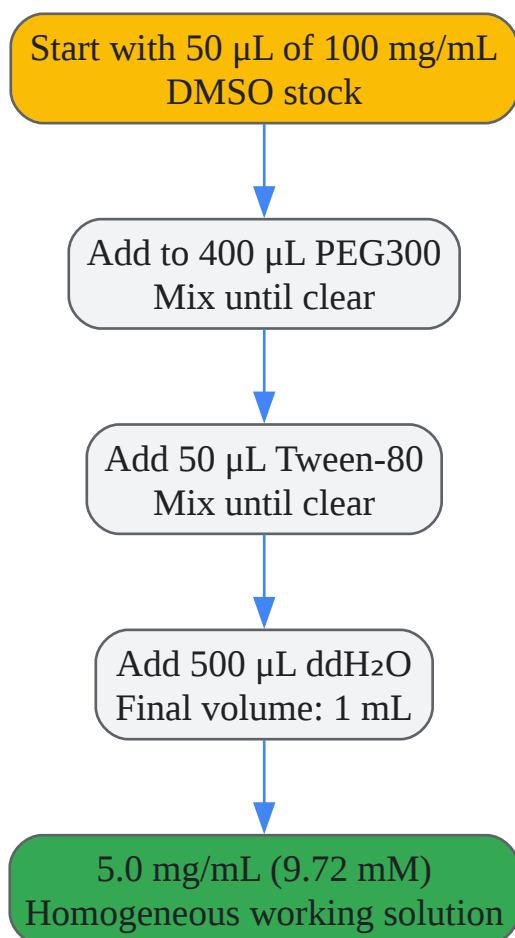 Start with 50 μL of 100 mg/mL
DMSO stock
Add to 400 μL PEG300
Mix until clear
Add 50 μL Tween-80
Mix until clear
Add 500 μL ddH₂O
Final volume: 1 mL
5.0 mg/mL (9.72 mM)
Homogeneous working solution